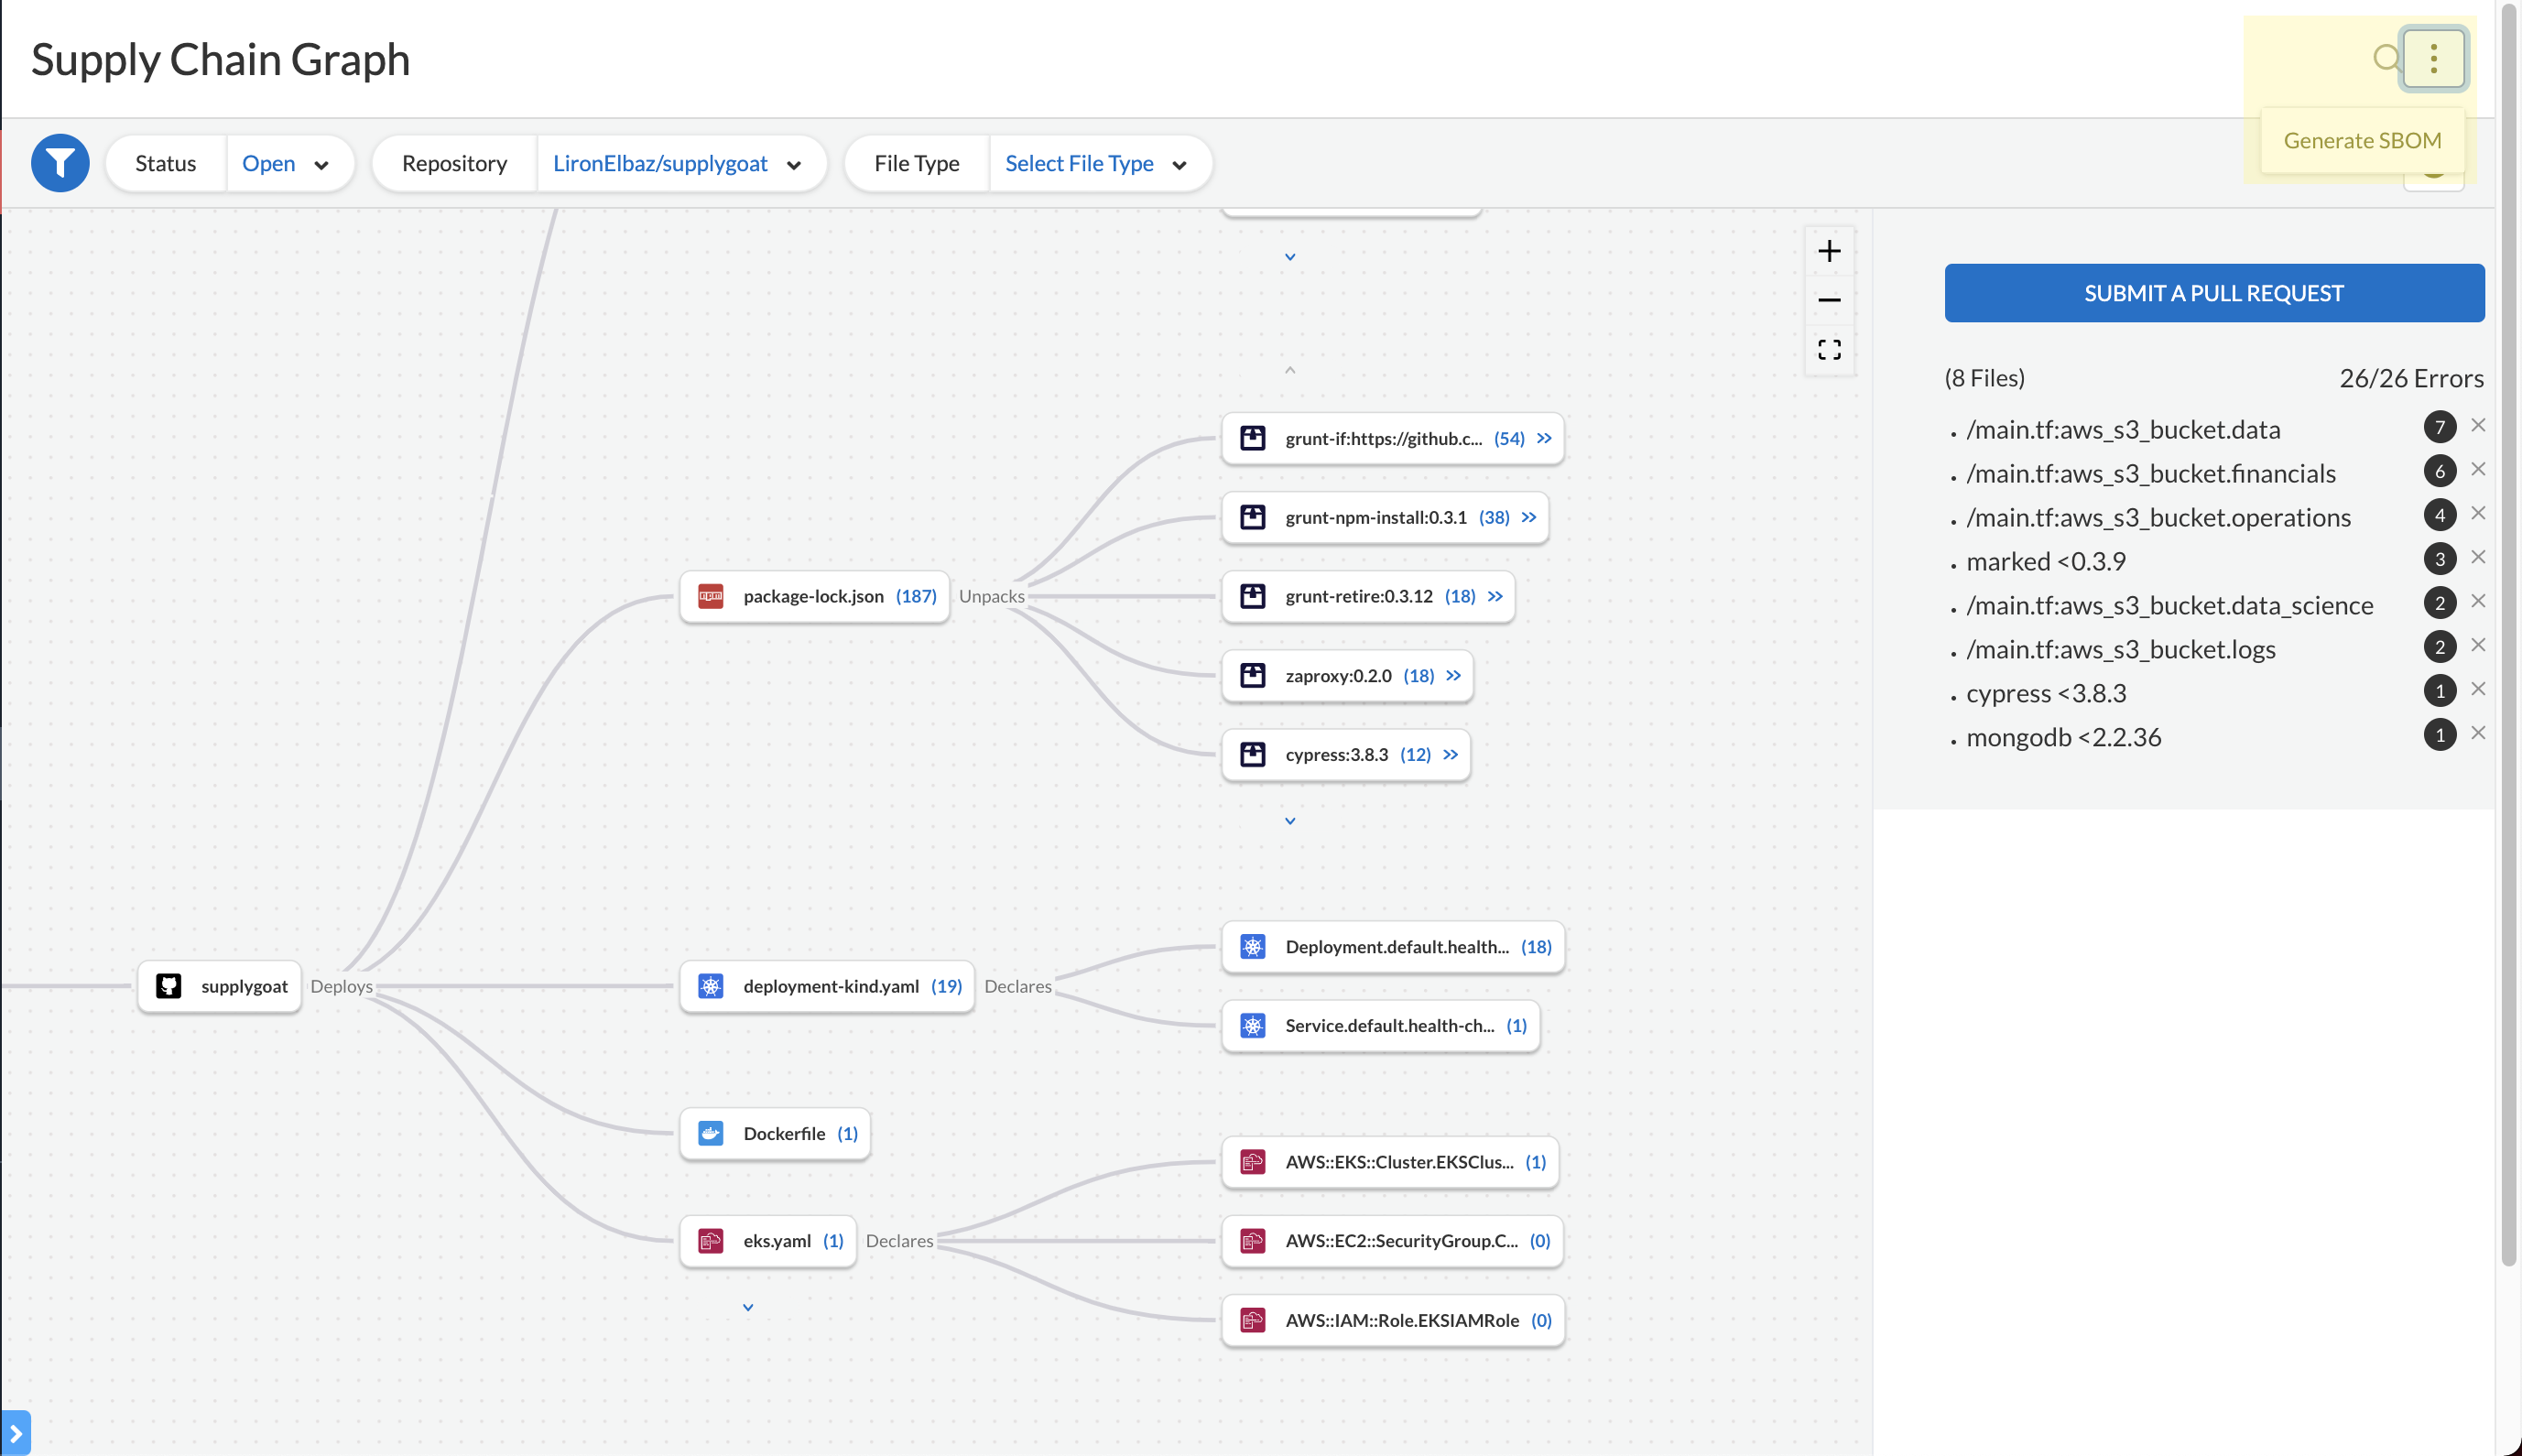 Supply Chain Graph
Generate SBOM
Status Open Repository LironElbaz/supplygoat File Type Select File Type
SUBMIT A PULL REQUEST
(8 Files) 26/26 Errors
/main.tf:aws_s3_bucket.data 7
/main.tf:aws_s3_bucket.financials 6
/main.tf:aws_s3_bucket.operations 4
marked <0.3.9 3
/main.tf:aws_s3_bucket.data_science 2
/main.tf:aws_s3_bucket.logs 2
cypress <3.8.3 1
mongodb <2.2.36 1
grunt-if:https://github.c... (54)
grunt-npm-install:0.3.1 (38)
package-lock.json (187) Unpacks
grunt-retire:0.3.12 (18)
zaproxy:0.2.0 (18)
cypress:3.8.3 (12)
Deployment.default.health... (18)
supplygoat Deploys
deployment-kind.yaml (19) Declares
Service.default.health-ch... (1)
Dockerfile (1)
AWS::EKS::Cluster.EKSClus... (1)
eks.yaml (1) Declares
AWS::EC2::SecurityGroup.C... (0)
AWS::IAM::Role.EKSIAMRole (0)